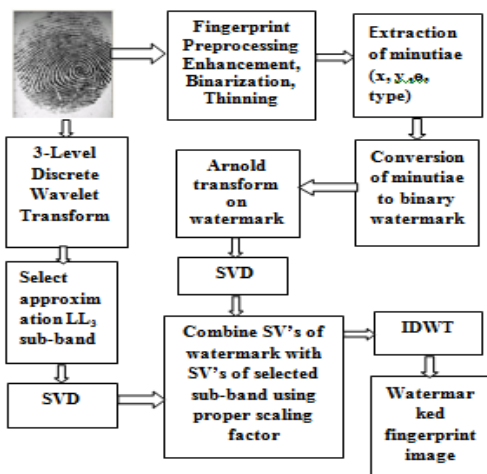 Fingerprint
Preprocessing
Enhancement,
Binarization,
Thinning
Extraction
of minutiae
(x, y,ɵ,
type)
3-Level
Discrete
Wavelet
Transform
Arnold
transform
on
watermark
Conversion
of minutiae
to binary
watermark
Select
approxim
ation LL₃
sub-band
SVD
SVD
Combine SV's of
watermark with
SV's of selected
sub-band using
proper scaling
factor
IDWT
Watermar
ked
fingerprint
image